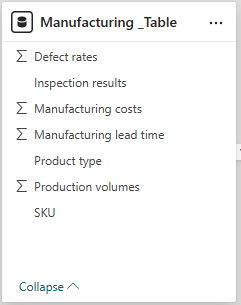 Manufacturing _Table
Defect rates
Inspection results
Manufacturing costs
Manufacturing lead time
Product type
Production volumes
SKU
Collapse